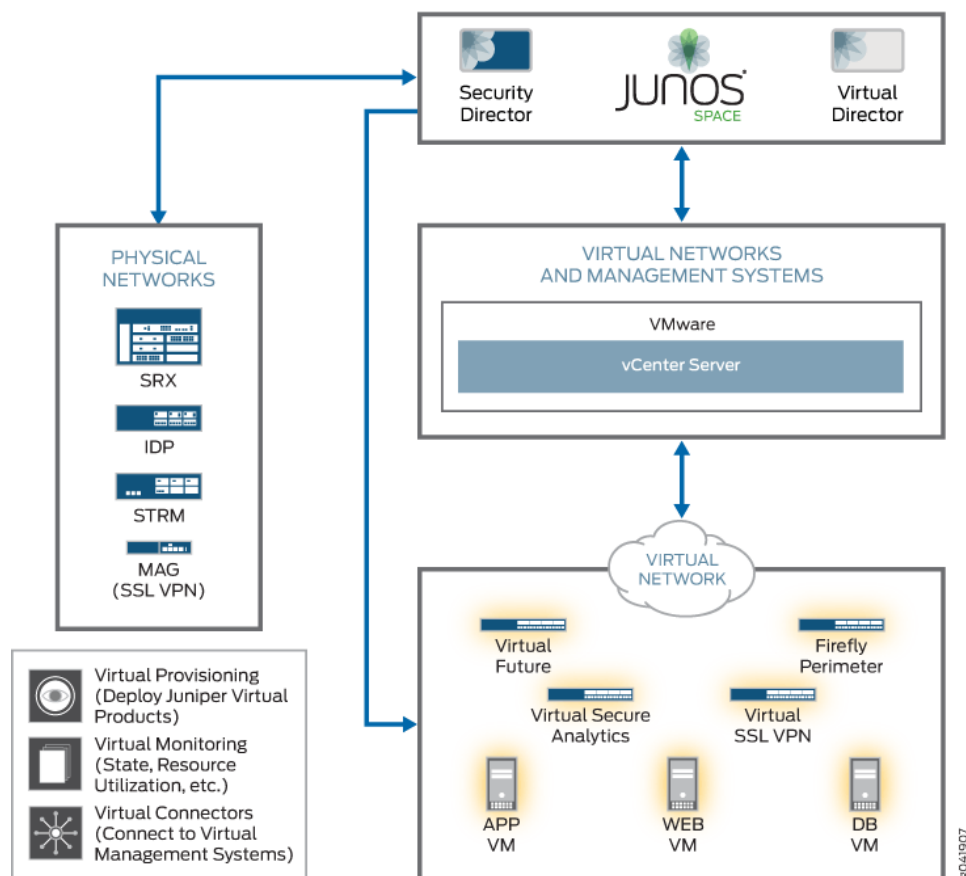 Security
Director
JUNOS
SPACE
Virtual
Director
PHYSICAL
NETWORKS
SRX
IDP
STRM
MAG
(SSL VPN)
VIRTUAL NETWORKS
AND MANAGEMENT SYSTEMS
VMware
vCenter Server
VIRTUAL
NETWORK
Virtual
Future
Firefly
Perimeter
Virtual Secure
Analytics
Virtual
SSL VPN
APP
VM
WEB
VM
DB
VM
Virtual Provisioning
(Deploy Juniper Virtual
Products)
Virtual Monitoring
(State, Resource
Utilization, etc.)
Virtual Connectors
(Connect to Virtual
Management Systems)
g041907